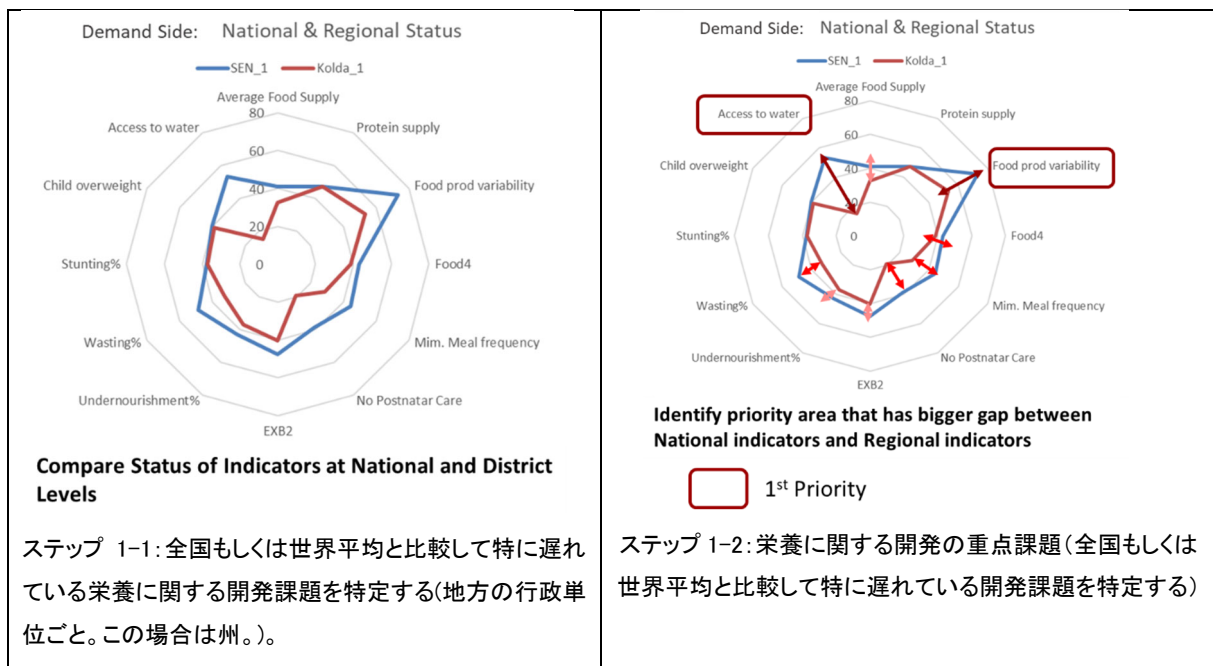 Demand Side: National & Regional Status
SEN_1 Kolda_1
Average Food Supply
80
Access to water
Protein supply
60
Child overweight
Food prod variability
40
20
Stunting%
0
Food4
Wasting%
Mim. Meal frequency
Undernourishment%
No Postnatar Care
EXB2
Compare Status of Indicators at National and District
Levels
ステップ 1-1：全国もしくは世界平均と比較して特に遅れ
ている栄養に関する開発課題を特定する(地方の行政単
位ごと。この場合は州。)。
Demand Side: National & Regional Status
SEN_1 Kolda_1
Average Food Supply
80
Access to water
Protein supply
60
Child overweight
Food prod variability
40
20
Stunting%
0
Food4
Wasting%
Mim. Meal frequency
Undernourishment%
No Postnatar Care
EXB2
Identify priority area that has bigger gap between
National indicators and Regional indicators
1st Priority
ステップ 1-2：栄養に関する開発の重点課題(全国もしくは
世界平均と比較して特に遅れている開発課題を特定する)